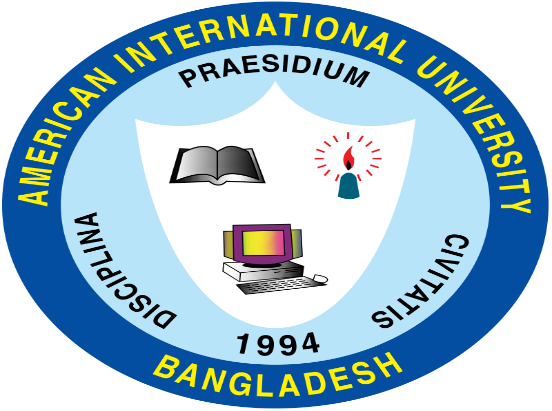 AMERICAN INTERNATIONAL UNIVERSITY
PRAESIDIUM
DISCIPLINA
CIVITATIS
1994
BANGLADESH